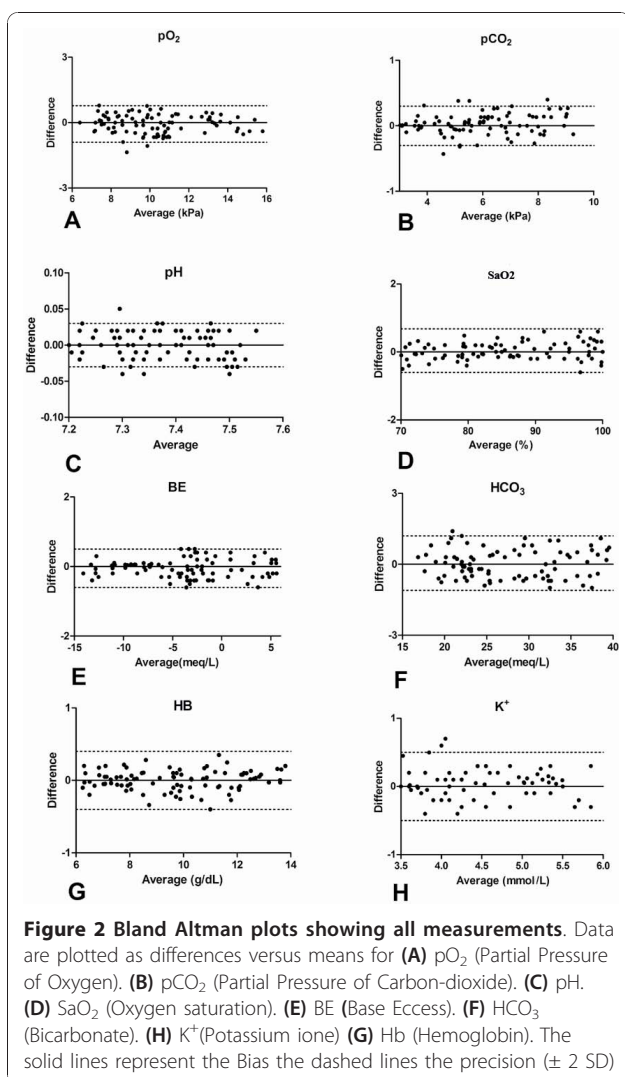 pO₂
3
0
-3
Difference
6 8 10 12 14 16
Average (kPa)
A
pCO₂
1
0
-1
Difference
4 6 8 10
Average (kPa)
B
pH
0.10
0.05
0.00
-0.05
-0.10
Difference
7.2 7.3 7.4 7.5 7.6
Average
C
SaO2
2
0
-2
Difference
70 80 90 100
Average (%)
D
BE
2
0
-2
Difference
-15 -10 -5 0 5
Average(meq/L)
E
HCO₃
3
0
-3
Difference
15 20 25 30 35 40
Average(meq/L)
F
HB
1
0
-1
Difference
6 8 10 12 14
Average (g/dL)
G
K⁺
1
0
-1
Difference
3.5 4.0 4.5 5.0 5.5 6.0
Average (mmol/L)
H
Figure 2 Bland Altman plots showing all measurements. Data
are plotted as differences versus means for (A) pO₂ (Partial Pressure
of Oxygen). (B) pCO₂ (Partial Pressure of Carbon-dioxide). (C) pH.
(D) SaO₂ (Oxygen saturation). (E) BE (Base Eccess). (F) HCO₃
(Bicarbonate). (H) K⁺(Potassium ione) (G) Hb (Hemoglobin). The
solid lines represent the Bias the dashed lines the precision (± 2 SD)